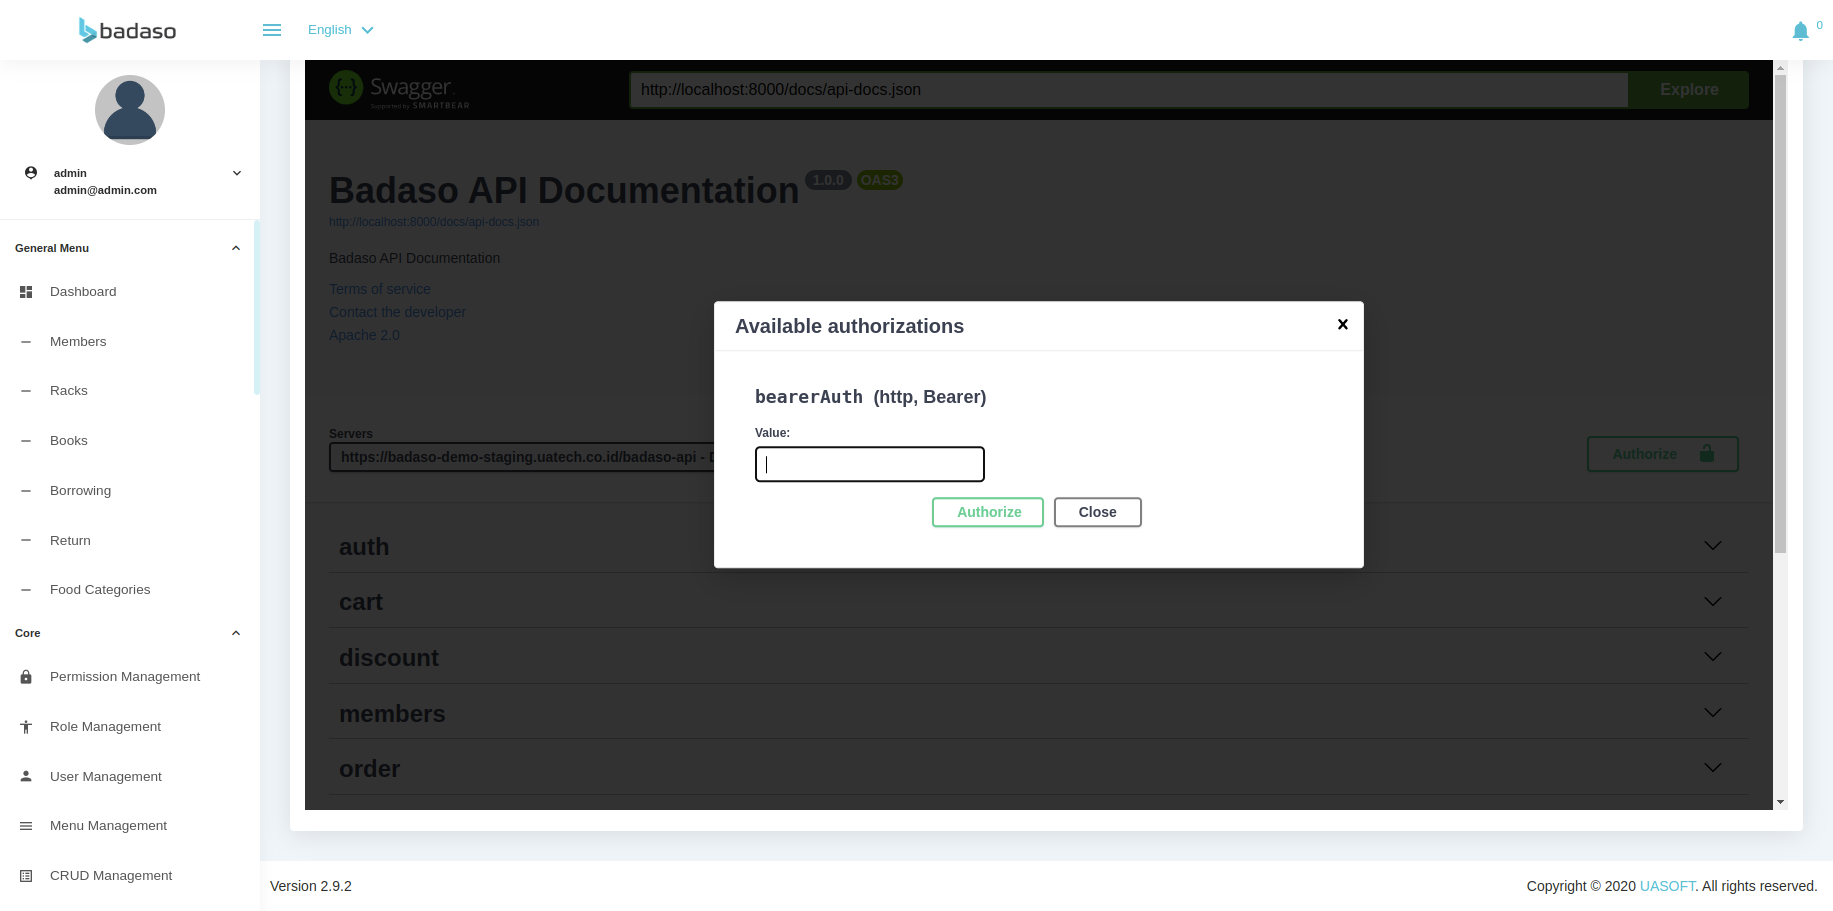 badaso
English
0
admin
admin@admin.com
General Menu
Dashboard
Members
Racks
Books
Borrowing
Return
Food Categories
Core
Permission Management
Role Management
User Management
Menu Management
CRUD Management
Swagger
Supported by SMARTBEAR
http://localhost:8000/docs/api-docs.json
Explore
Badaso API Documentation 1.0.0 OAS3
http://localhost:8000/docs/api-docs.json
Badaso API Documentation
Terms of service
Contact the developer
Apache 2.0
Servers
https://badaso-demo-staging.uatech.co.id/badaso-api - D
Authorize
Available authorizations
bearerAuth (http, Bearer)
Value:
Authorize
Close
auth
cart
discount
members
order
Version 2.9.2
Copyright © 2020 UASOFT. All rights reserved.